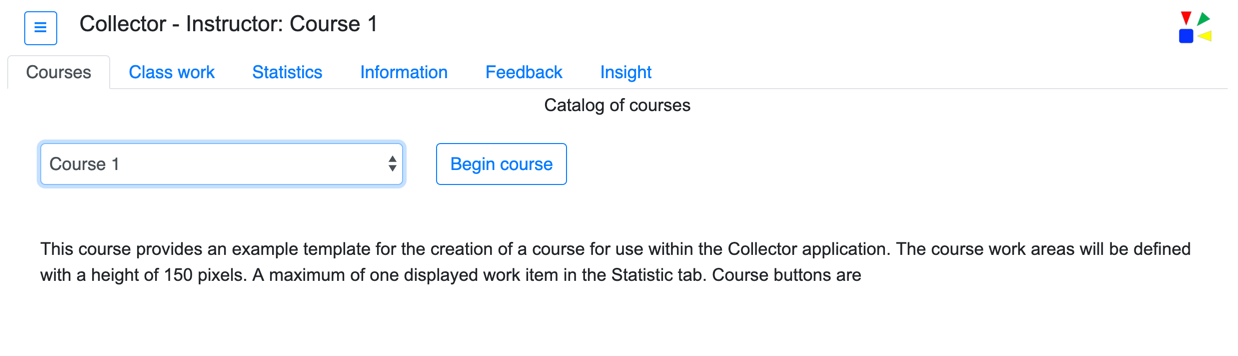 Collector - Instructor: Course 1
Courses Class work Statistics Information Feedback Insight
Catalog of courses
Course 1 Begin course
This course provides an example template for the creation of a course for use within the Collector application. The course work areas will be defined
with a height of 150 pixels. A maximum of one displayed work item in the Statistic tab. Course buttons are